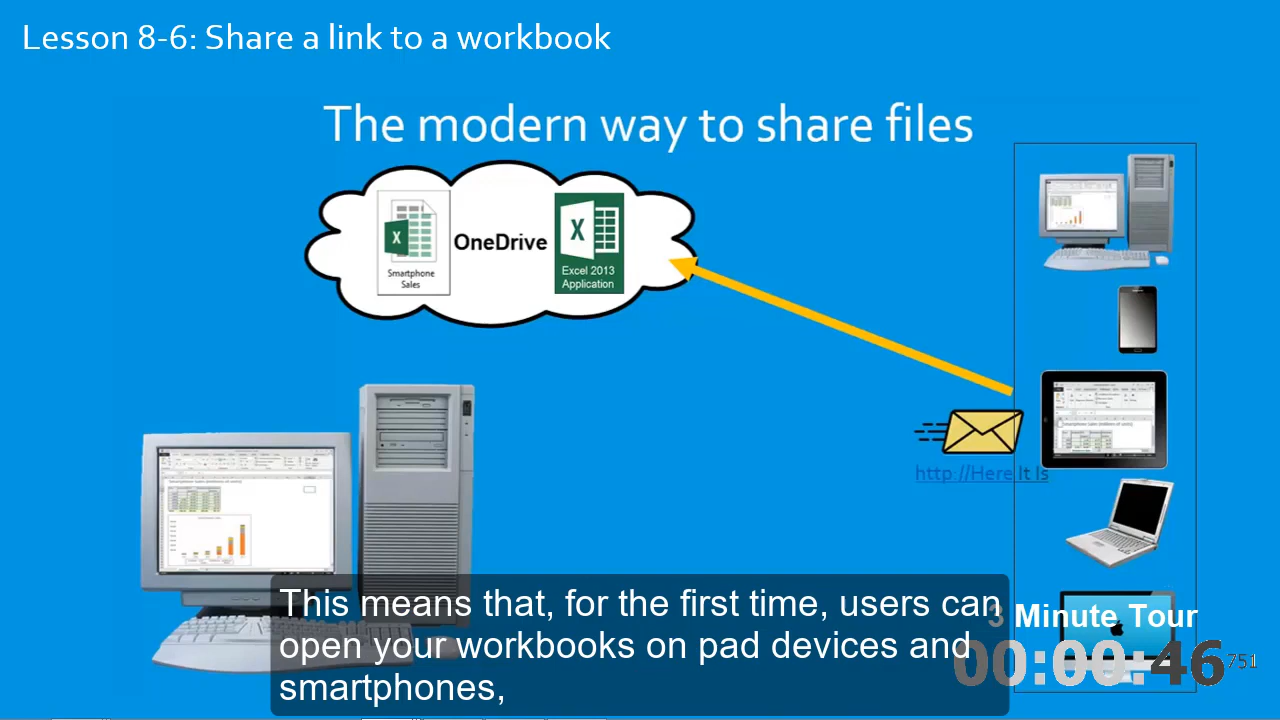 Lesson 8-6: Share a link to a workbook
The modern way to share files
Smartphone
Sales
OneDrive
X
X
Excel 2013
Application
http://Here It Is
This means that, for the first time, users can
open your workbooks on pad devices and
smartphones,
3 Minute Tour
00:00:46
751